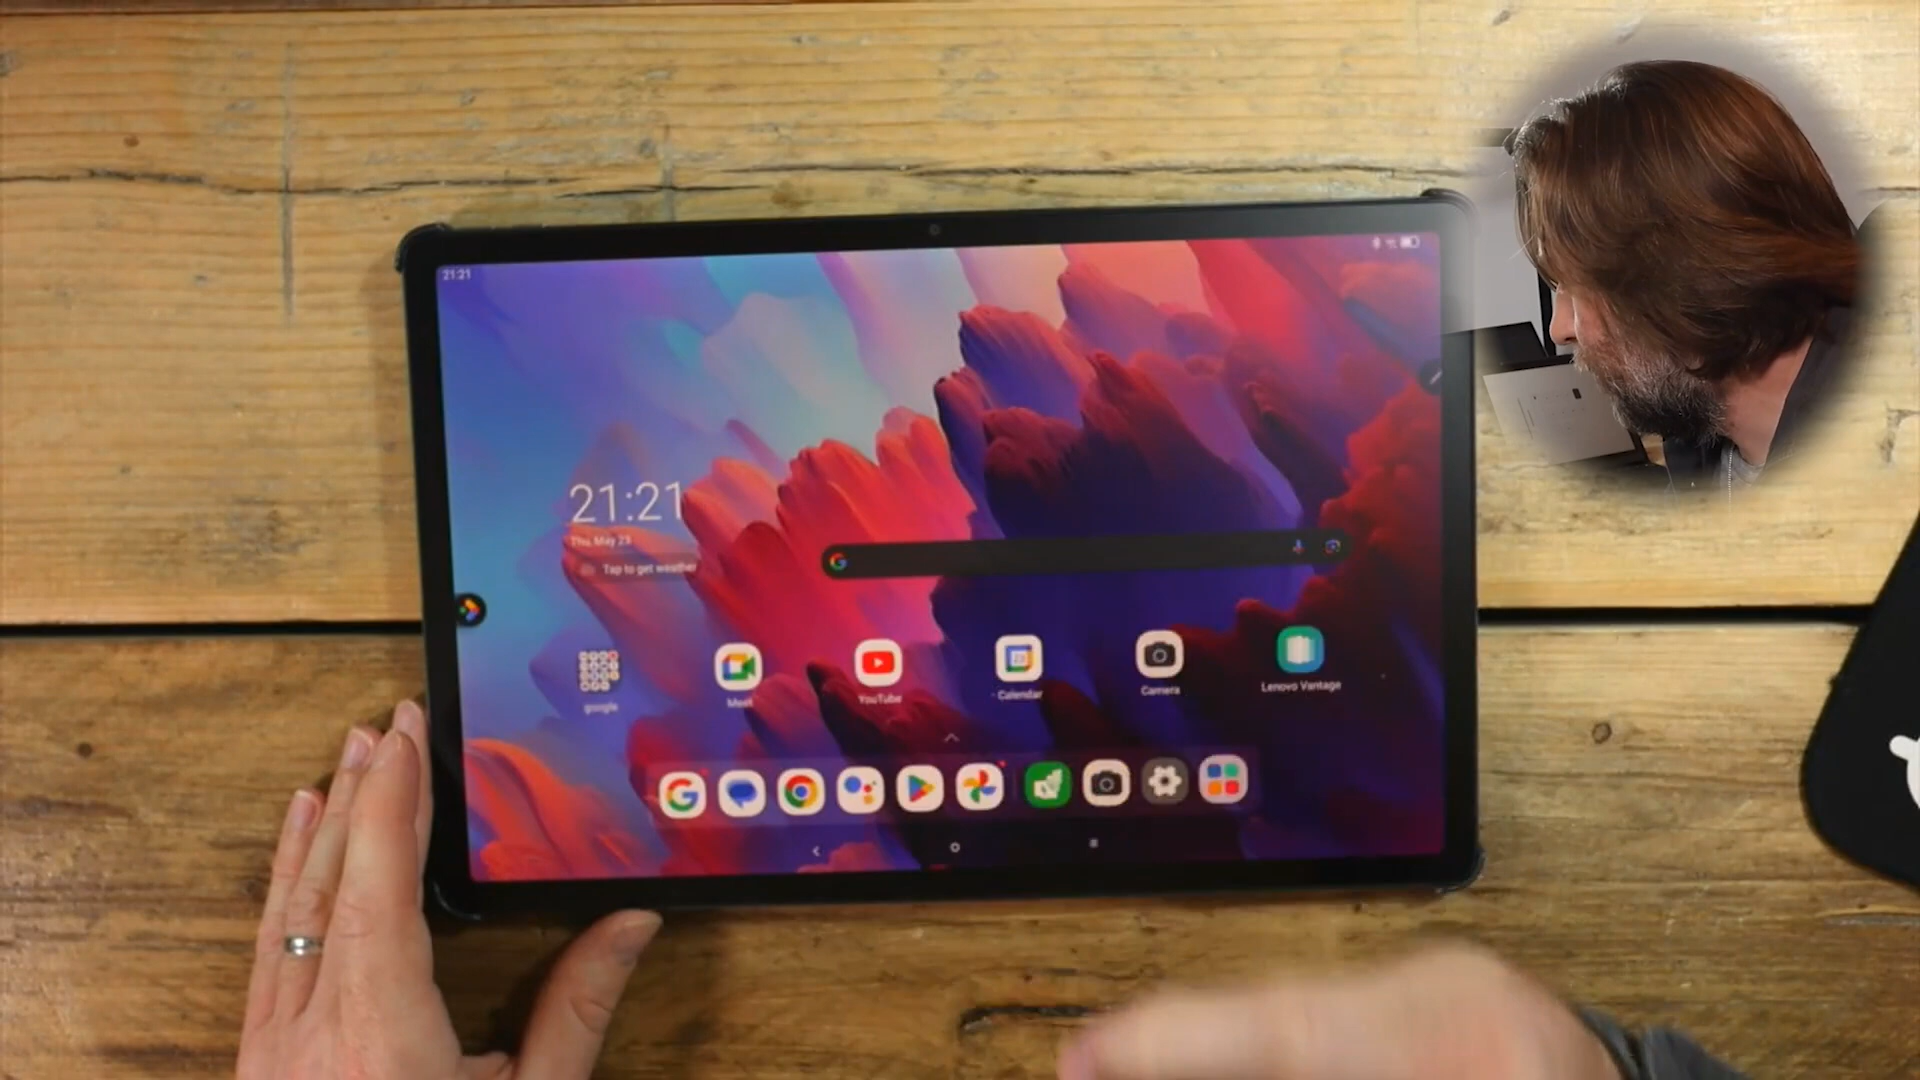 21:21
21:21
Thu, May 23
Tap to get weather
google
Meet
YouTube
Calendar
Camera
Lenovo Vantage